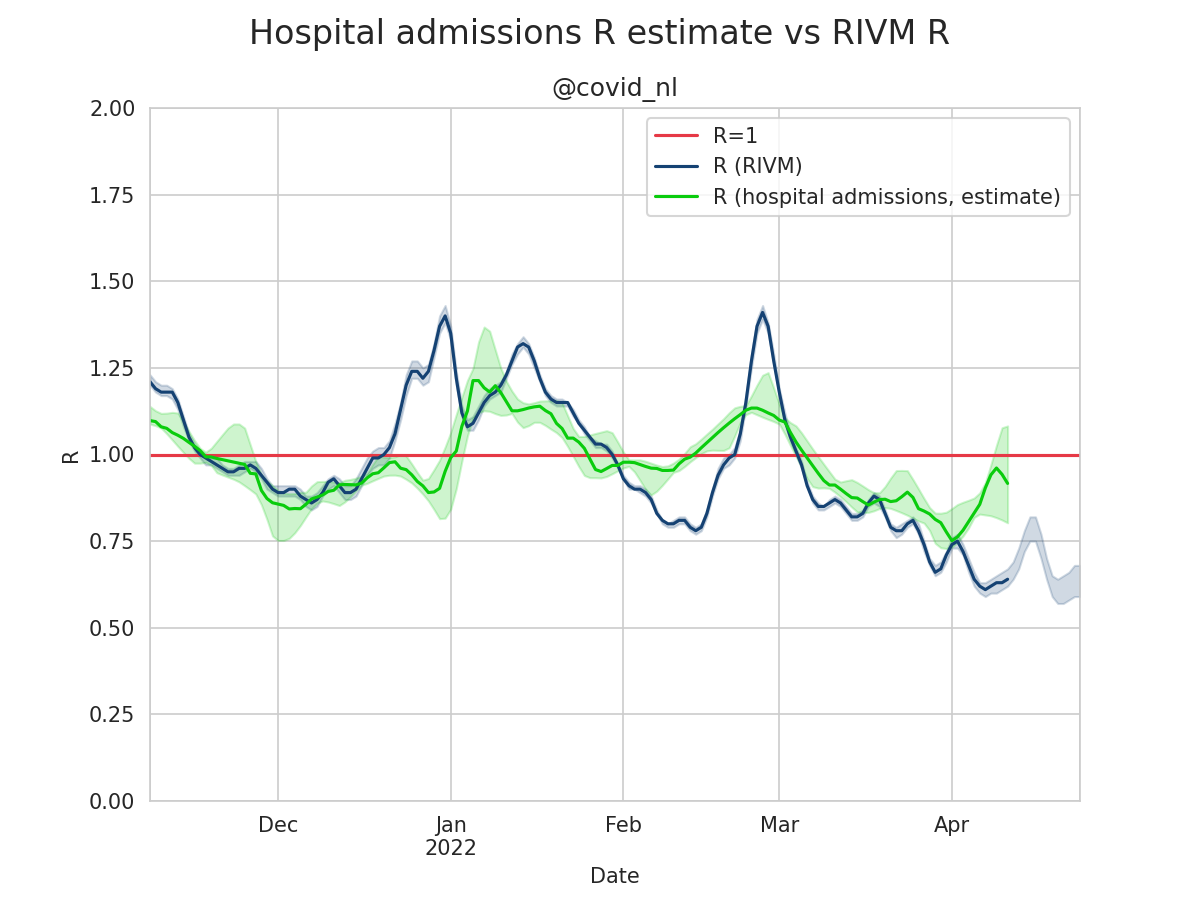 Hospital admissions R estimate vs RIVM R
@covid_nl
R=1
R (RIVM)
R (hospital admissions, estimate)
2.00
1.75
1.50
1.25
1.00
0.75
0.50
0.25
0.00
R
Dec
Jan
2022
Feb
Mar
Apr
Date